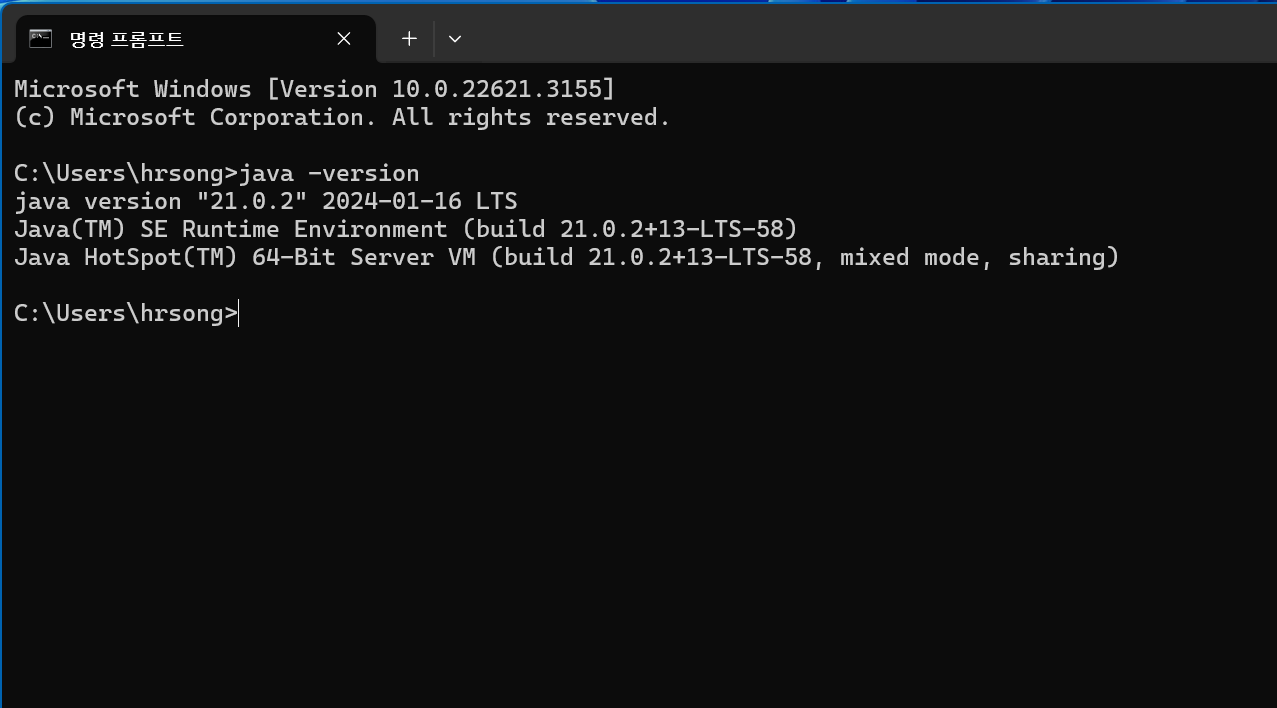 명령 프롬프트
Microsoft Windows [Version 10.0.22621.3155]
(c) Microsoft Corporation. All rights reserved.
C:\Users\hrsong>java -version
java version "21.0.2" 2024-01-16 LTS
Java(TM) SE Runtime Environment (build 21.0.2+13-LTS-58)
Java HotSpot(TM) 64-Bit Server VM (build 21.0.2+13-LTS-58, mixed mode, sharing)
C:\Users\hrsong>